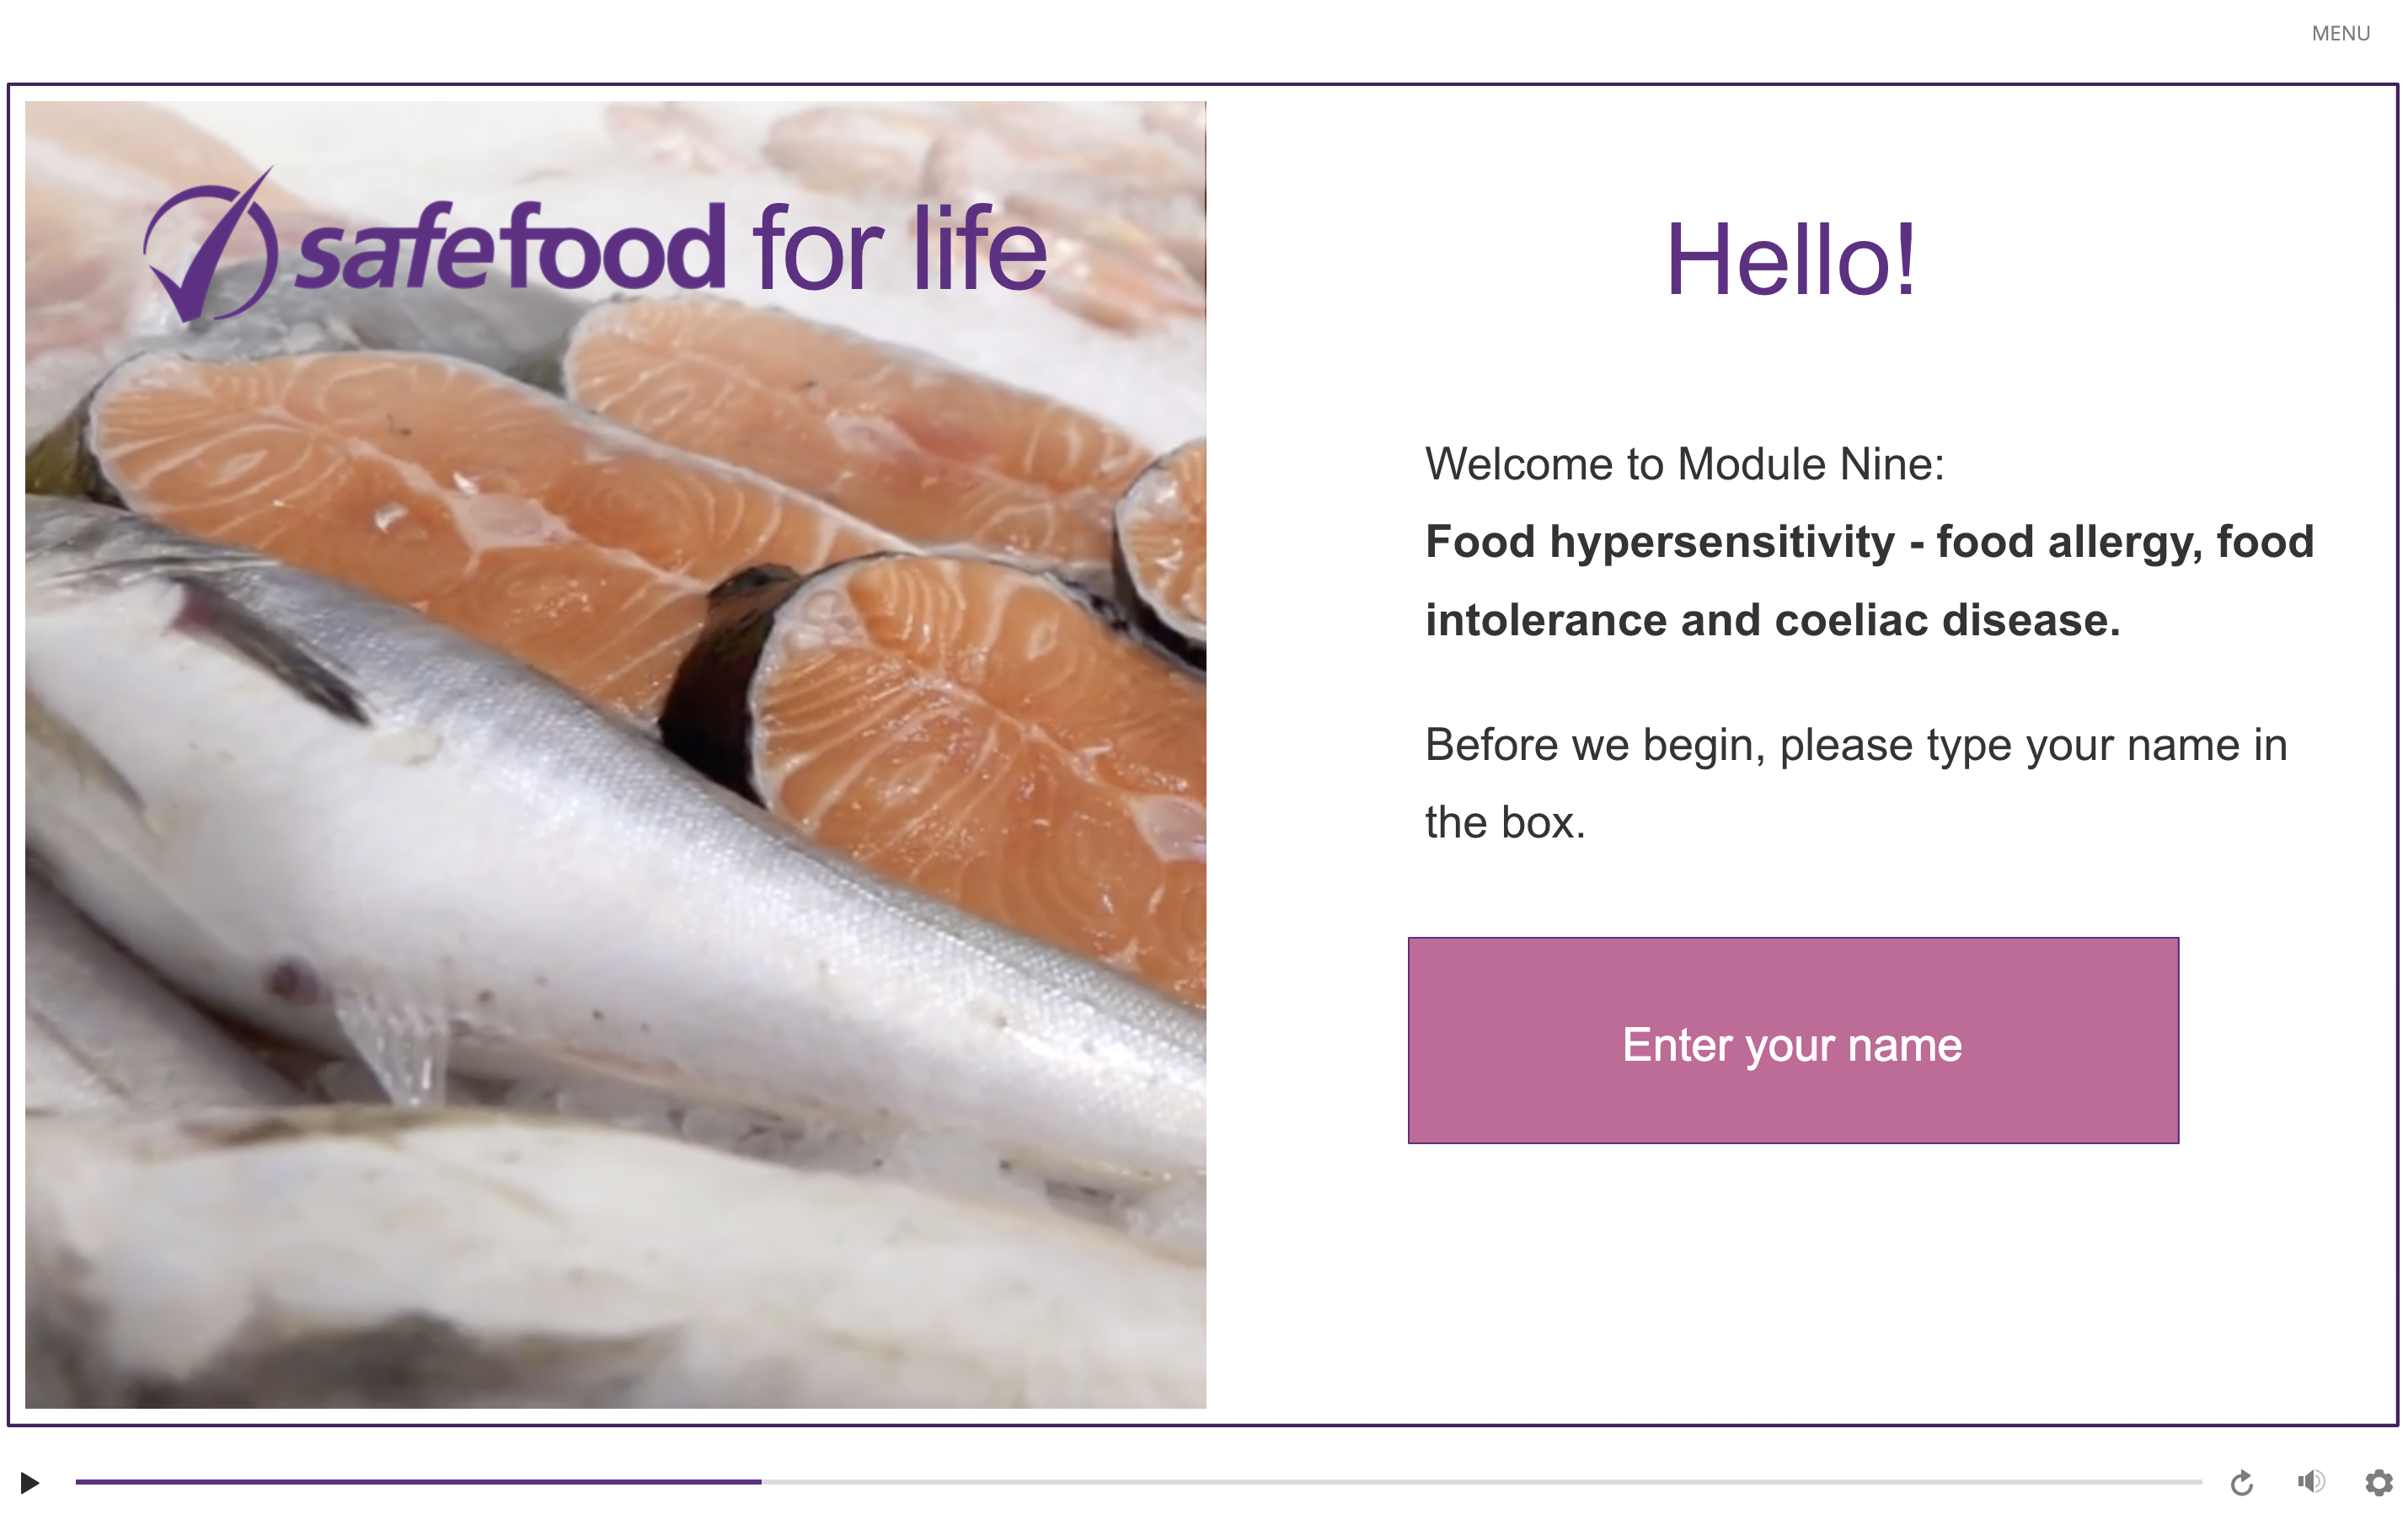 MENU
safefood for life
Hello!
Welcome to Module Nine:
Food hypersensitivity - food allergy, food
intolerance and coeliac disease.
Before we begin, please type your name in
the box.
Enter your name